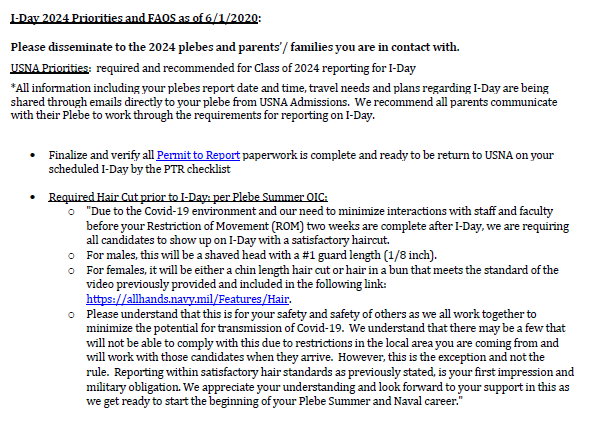 I-Day 2024 Priorities and FAQS as of 6/1/2020:
Please disseminate to the 2024 plebes and parents'/ families you are in contact with.
USNA Priorities: required and recommended for Class of 2024 reporting for I-Day
*All information including your plebes report date and time, travel needs and plans regarding I-Day are being
shared through emails directly to your plebe from USNA Admissions. We recommend all parents communicate
with their Plebe to work through the requirements for reporting on I-Day.
• Finalize and verify all Permit to Report paperwork is complete and ready to be return to USNA on your
scheduled I-Day by the PTR checklist
• Required Hair Cut prior to I-Day: per Plebe Summer OIC:
o "Due to the Covid-19 environment and our need to minimize interactions with staff and faculty
before your Restriction of Movement (ROM) two weeks are complete after I-Day, we are requiring
all candidates to show up on I-Day with a satisfactory haircut.
o For males, this will be a shaved head with a #1 guard length (1/8 inch).
o For females, it will be either a chin length hair cut or hair in a bun that meets the standard of the
video previously provided and included in the following link:
https://allhands.navy.mil/Features/Hair.
o Please understand that this is for your safety and safety of others as we all work together to
minimize the potential for transmission of Covid-19. We understand that there may be a few that
will not be able to comply with this due to restrictions in the local area you are coming from and
will work with those candidates when they arrive. However, this is the exception and not the
rule. Reporting within satisfactory hair standards as previously stated, is your first impression and
military obligation. We appreciate your understanding and look forward to your support in this as
we get ready to start the beginning of your Plebe Summer and Naval career."